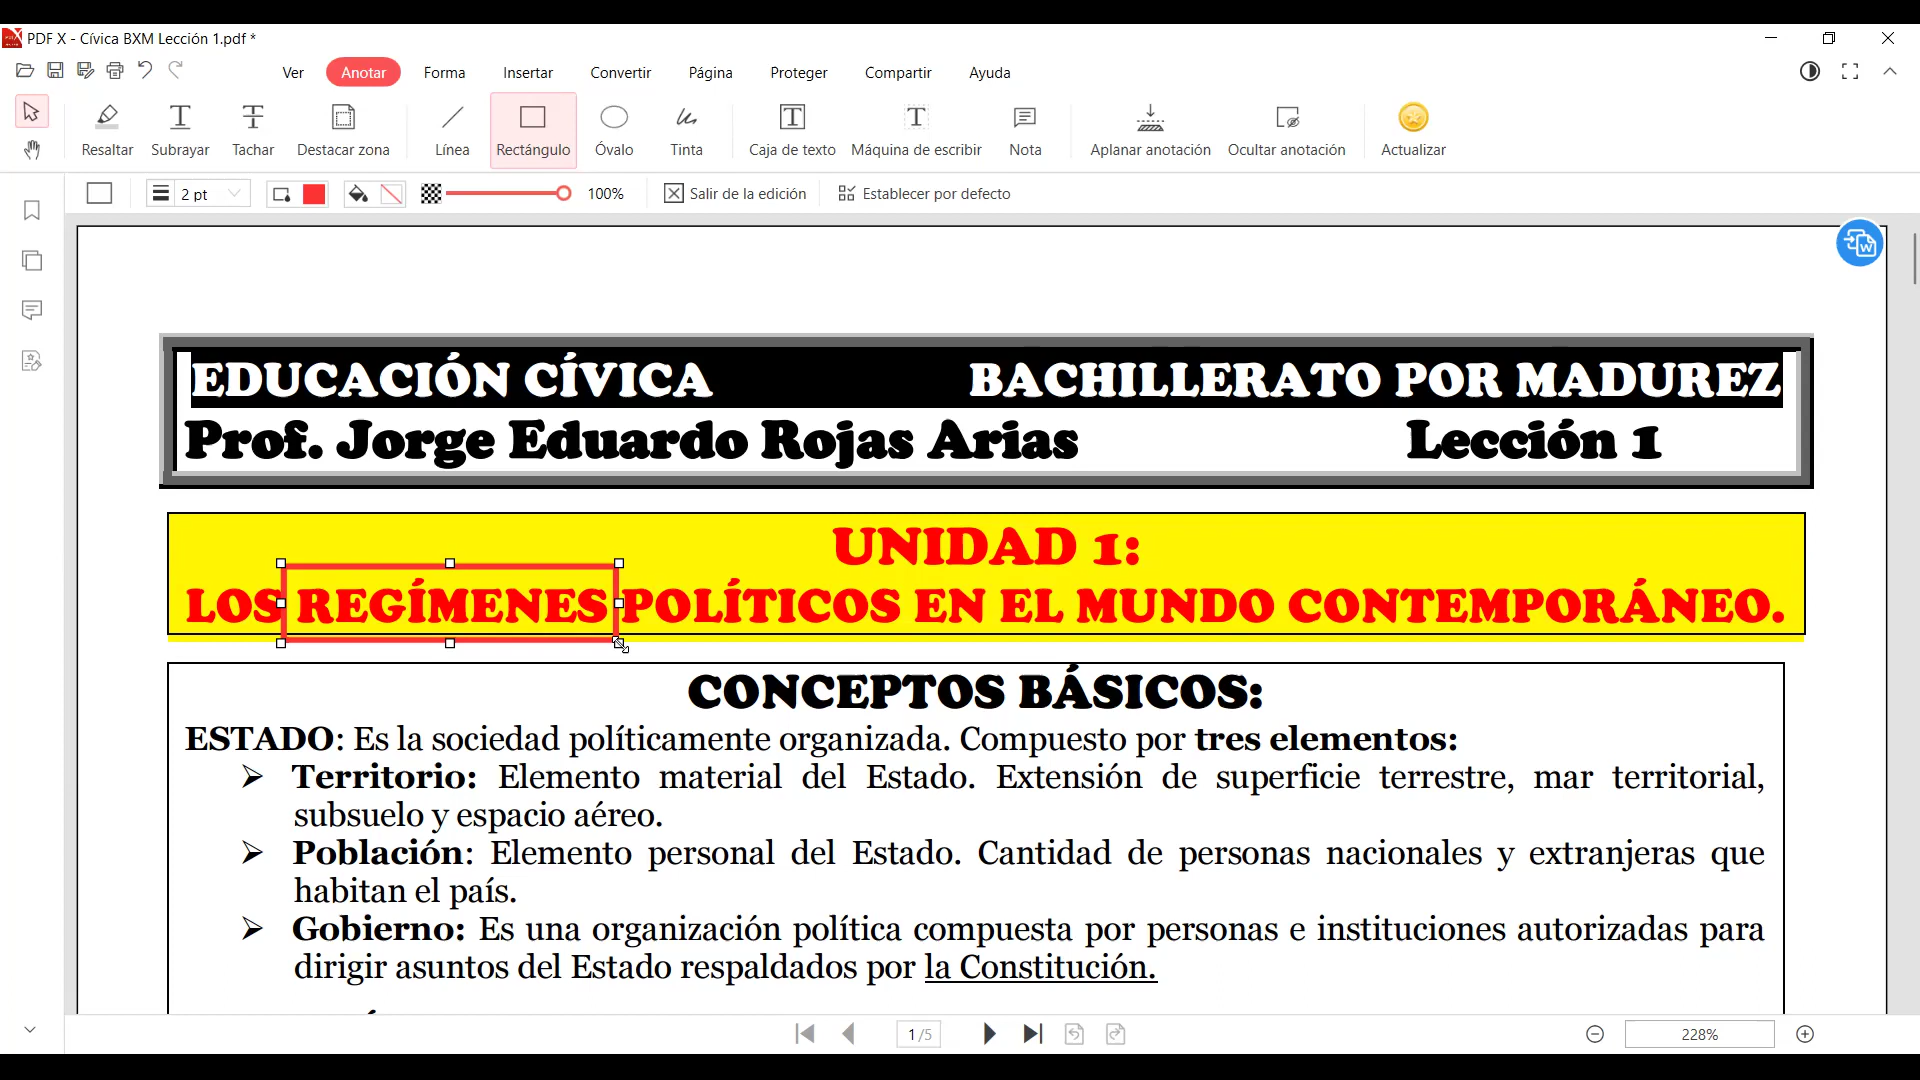 PDF X - Cívica BXM Lección 1.pdf *
Ver Anotar Forma Insertar Convertir Página Proteger Compartir Ayuda
Resaltar Subrayar Tachar Destacar zona Línea Rectángulo Óvalo Tinta Caja de texto Máquina de escribir Nota Aplanar anotación Ocultar anotación Actualizar
2 pt 100% Salir de la edición Establecer por defecto
EDUCACIÓN CÍVICA BACHILLERATO POR MADUREZ
Prof. Jorge Eduardo Rojas Arias Lección 1
UNIDAD 1:
LOS REGÍMENES POLÍTICOS EN EL MUNDO CONTEMPORÁNEO.
CONCEPTOS BÁSICOS:
ESTADO: Es la sociedad políticamente organizada. Compuesto por tres elementos:
➢ Territorio: Elemento material del Estado. Extensión de superficie terrestre, mar territorial,
subsuelo y espacio aéreo.
➢ Población: Elemento personal del Estado. Cantidad de personas nacionales y extranjeras que
habitan el país.
➢ Gobierno: Es una organización política compuesta por personas e instituciones autorizadas para
dirigir asuntos del Estado respaldados por la Constitución.
1 /5 228%